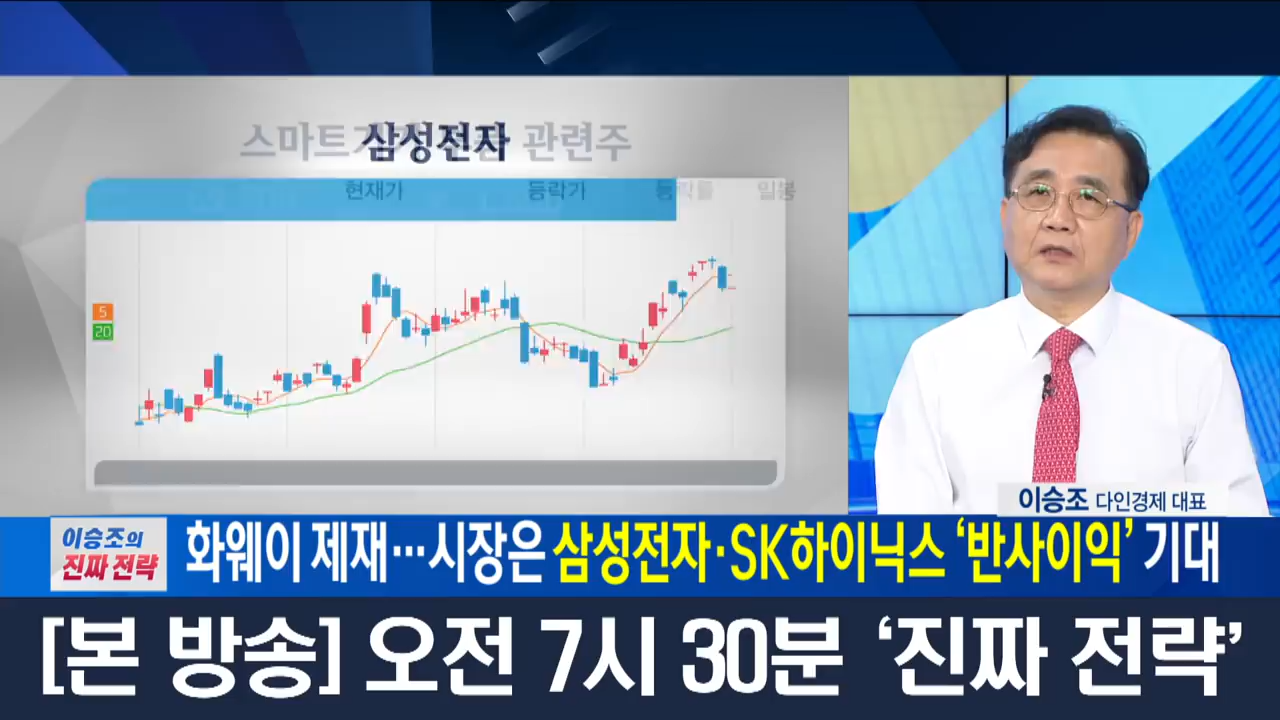 스마트 관련주
삼성전자
현재가 등락가 등락률 일봉
5
20
이승조 다인경제 대표
이승조의
진짜 전략
화웨이 제재…시장은 삼성전자·SK하이닉스 ‘반사이익’ 기대
[본 방송] 오전 7시 30분 ‘진짜 전략’